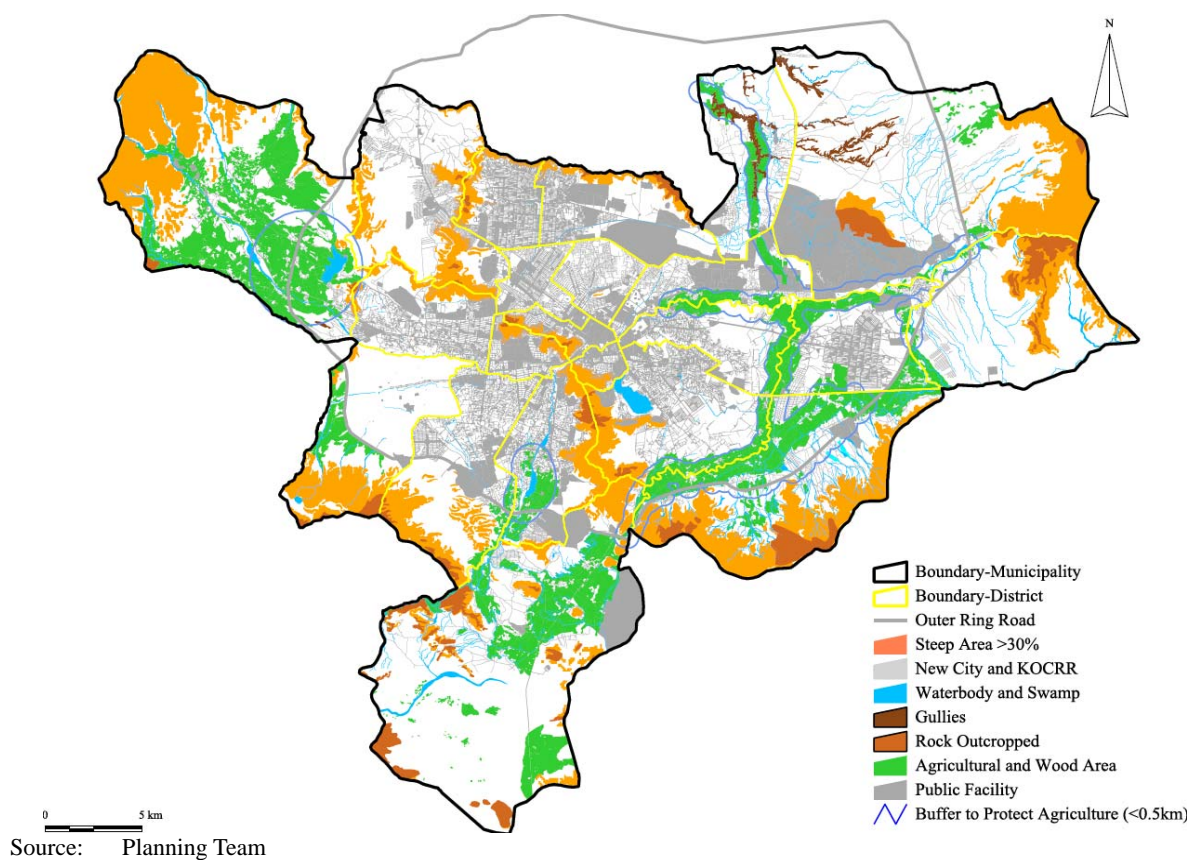 N
Boundary-Municipality
Boundary-District
Outer Ring Road
Steep Area >30%
New City and KOCRR
Waterbody and Swamp
Gullies
Rock Outcropped
Agricultural and Wood Area
Public Facility
Buffer to Protect Agriculture (<0.5km)
0 5 km
Source: Planning Team